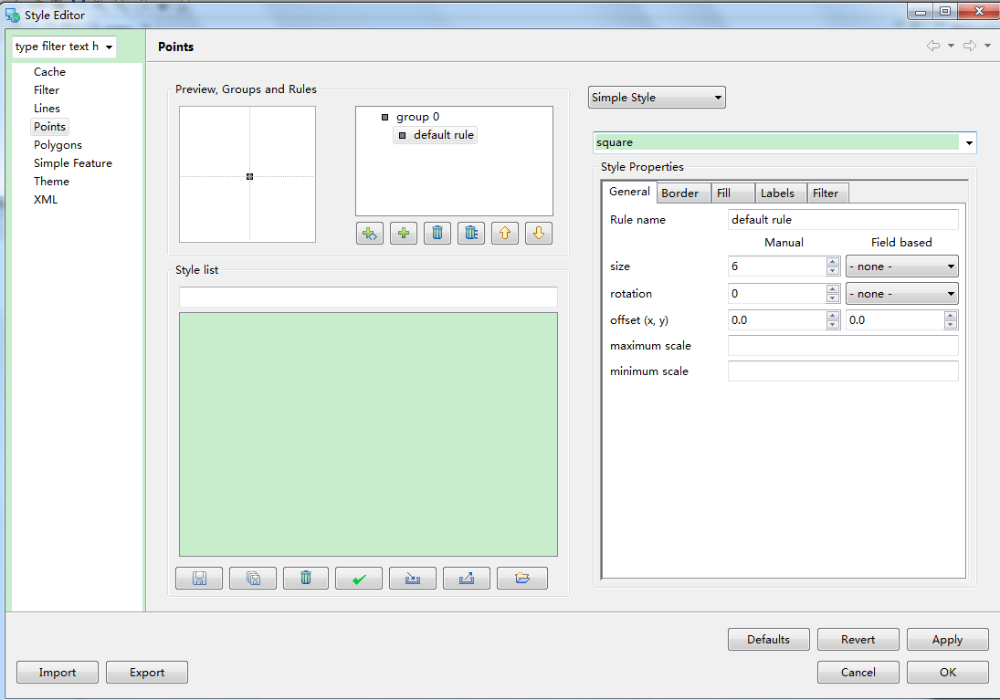 Style Editor
type filter text h
Cache
Filter
Lines
Points
Polygons
Simple Feature
Theme
XML
Points
Preview, Groups and Rules
group 0
default rule
Style list
Simple Style
square
Style Properties
General Border Fill Labels Filter
Rule name default rule
Manual Field based
size 6 - none -
rotation 0 - none -
offset (x, y) 0.0 0.0
maximum scale
minimum scale
Defaults Revert Apply
Import Export Cancel OK